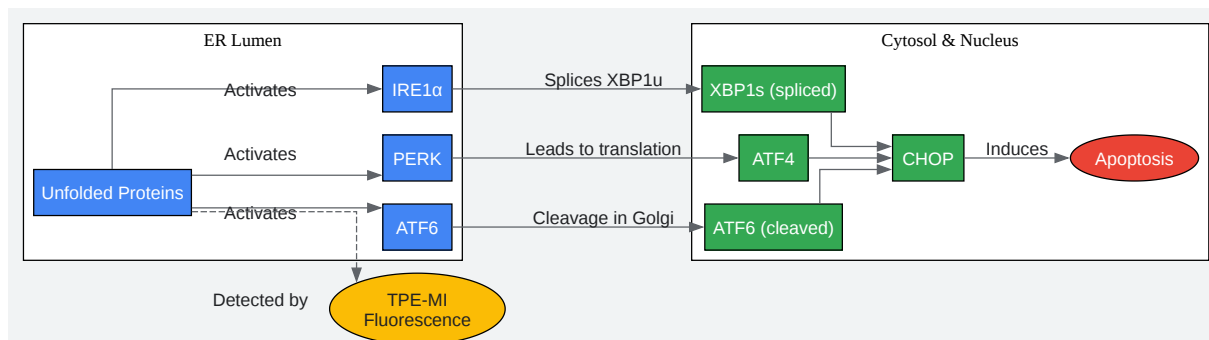 ER Lumen
Cytosol & Nucleus
Activates
IRE1α
Splices XBP1u
XBP1s (spliced)
Activates
PERK
Leads to translation
ATF4
CHOP
Induces
Apoptosis
Unfolded Proteins
Activates
ATF6
Cleavage in Golgi
ATF6 (cleaved)
Detected by
TPE-MI
Fluorescence